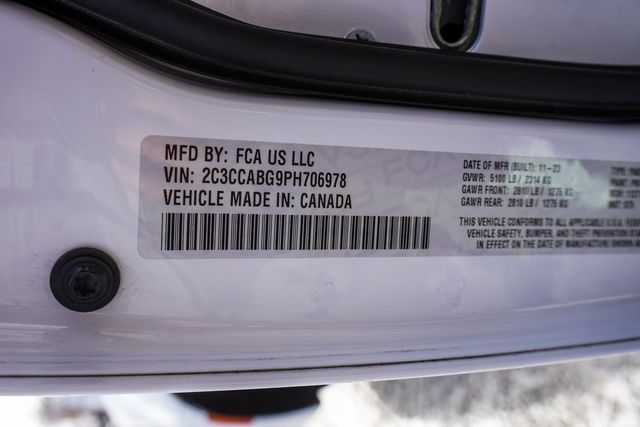 MFD BY: FCA US LLC
VIN: 2C3CCABG9PH706978
VEHICLE MADE IN: CANADA
DATE OF MFR (BUILT): 11-23
GVWR: 5100 LB / 2314 KG
GAWR FRONT: 2810 LB / 1275 KG
GAWR REAR: 2810 LB / 1275 KG
THIS VEHICLE CONFORMS TO ALL APPLICABLE
VEHICLE SAFETY, BUMPER, AND THEFT PREVENTION
IN EFFECT ON THE DATE OF MANUFACTURE